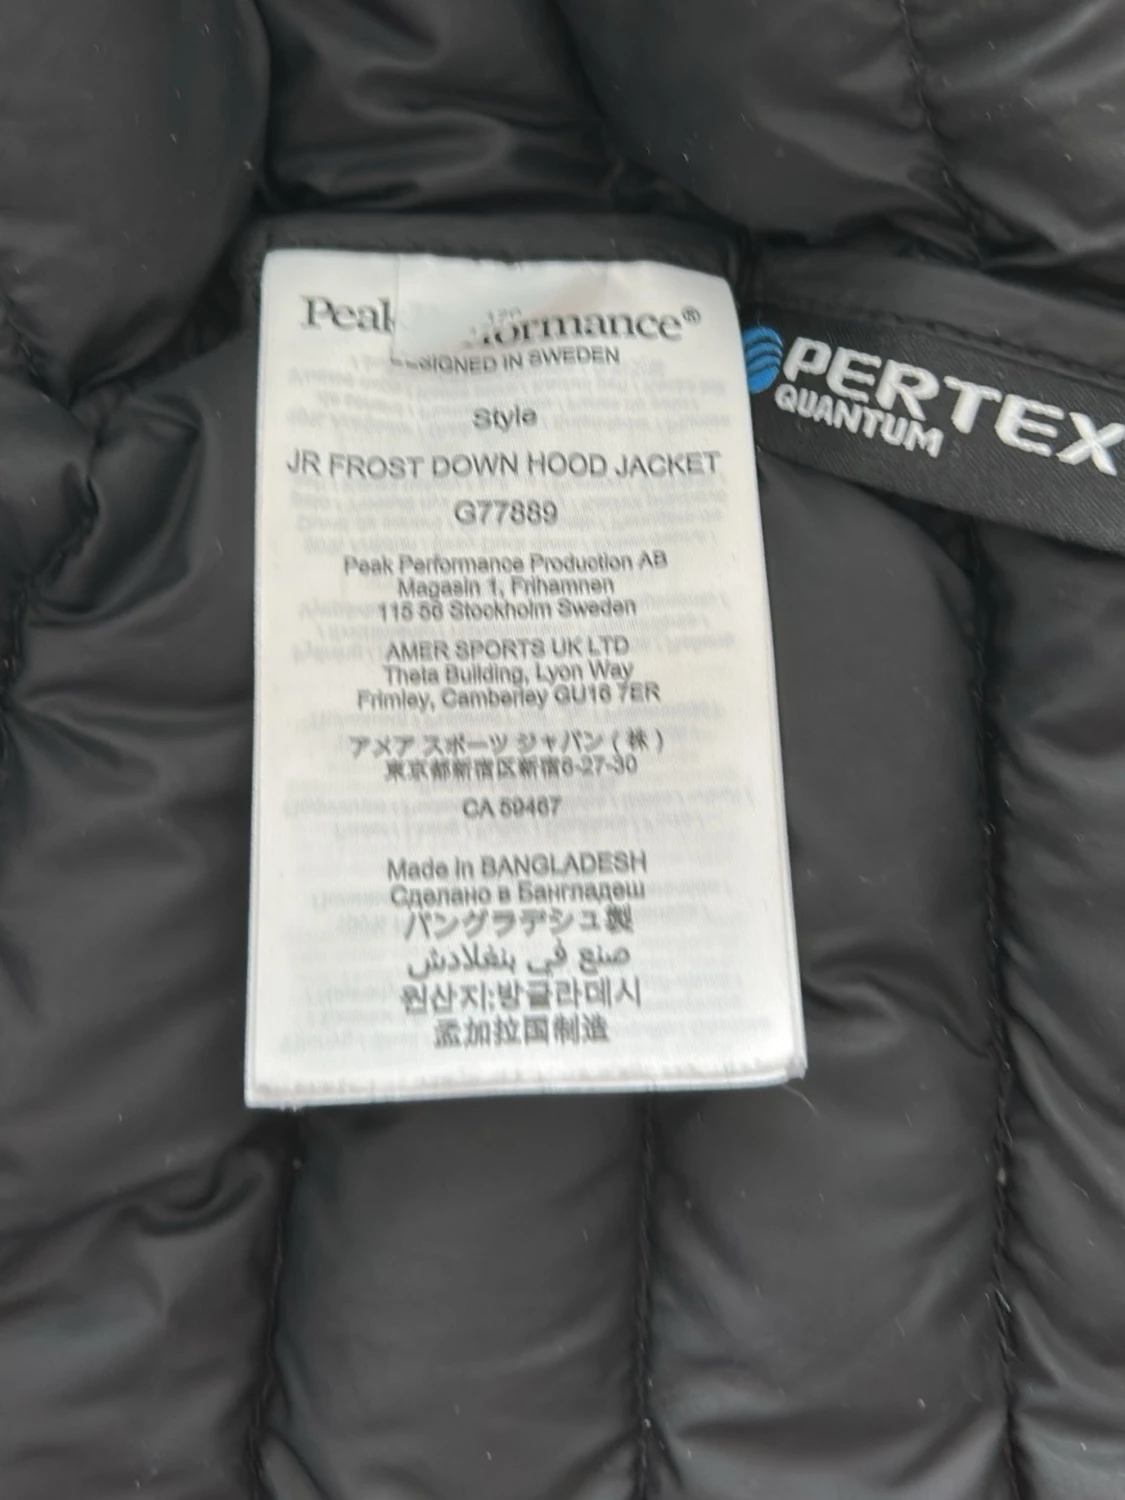 Peak Performance®
DESIGNED IN SWEDEN
Style
JR FROST DOWN HOOD JACKET
G77889
Peak Performance Production AB
Magasin 1, Frihamnen
115 56 Stockholm Sweden
AMER SPORTS UK LTD
Theta Building, Lyon Way
Frimley, Camberley GU16 7ER
アメア スポーツ ジャパン ( 株 )
東京都新宿区新宿6-27-30
CA 59467
Made in BANGLADESH
Сделано в Бангладеш
バングラデシュ製
صنع في بنغلادش
원산지:방글라데시
孟加拉国制造
PERTEX
QUANTUM